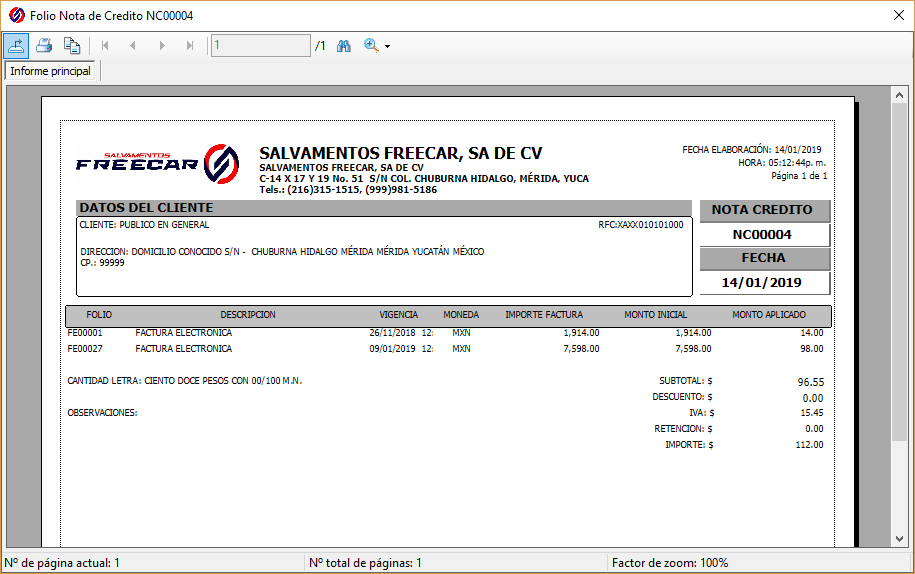 Folio Nota de Credito NC00004
1 /1
Informe principal
SALVAMENTOS
FREECAR
SALVAMENTOS FREECAR, SA DE CV
SALVAMENTOS FREECAR, SA DE CV
C-14 X 17 Y 19 No. 51 S/N COL. CHUBURNA HIDALGO, MÉRIDA, YUCA
Tels.: (216)315-1515, (999)981-5186
FECHA ELABORACIÓN: 14/01/2019
HORA: 05:12:44p. m.
Página 1 de 1
DATOS DEL CLIENTE
CLIENTE: PUBLICO EN GENERAL RFC:XAXX010101000
DIRECCION: DOMICILIO CONOCIDO S/N - CHUBURNA HIDALGO MÉRIDA MÉRIDA YUCATÁN MÉXICO
CP.: 99999
NOTA CREDITO
NC00004
FECHA
14/01/2019
FOLIO DESCRIPCION VIGENCIA MONEDA IMPORTE FACTURA MONTO INICIAL MONTO APLICADO
FE00001 FACTURA ELECTRONICA 26/11/2018 12: MXN 1,914.00 1,914.00 14.00
FE00027 FACTURA ELECTRONICA 09/01/2019 12: MXN 7,598.00 7,598.00 98.00
CANTIDAD LETRA: CIENTO DOCE PESOS CON 00/100 M.N.
OBSERVACIONES:
SUBTOTAL: $ 96.55
DESCUENTO: $ 0.00
IVA: $ 15.45
RETENCION: $ 0.00
IMPORTE: $ 112.00
Nº de página actual: 1 Nº total de páginas: 1 Factor de zoom: 100%